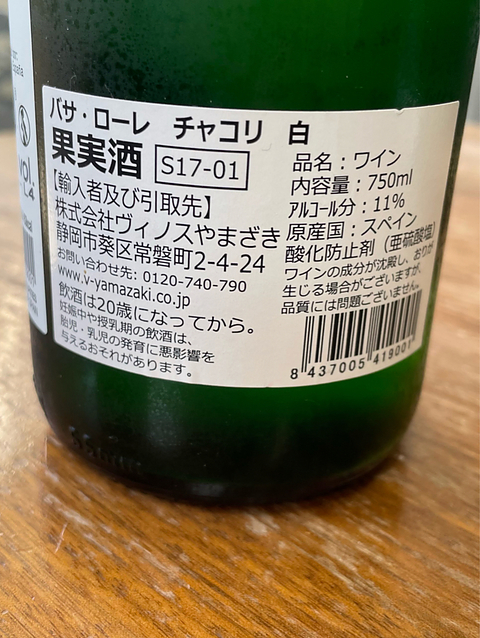 バサ・ローレ チャコリ 白
果実酒 S17-01
【輸入者及び引取先】
株式会社ヴィノスやまざき
静岡市葵区常磐町2-4-24
お問い合わせ先: 0120-740-790
www.v-yamazaki.co.jp
飲酒は20歳になってから。
妊娠中や授乳期の飲酒は、
胎児・乳児の発育に悪影響を
与えるおそれがあります。
品名：ワイン
内容量：750ml
ｱﾙｺｰﾙ分：11%
原産国：スペイン
酸化防止剤（亜硫酸塩）
ワインの成分が沈殿し、おりが
生じる場合がございますが、
品質には問題ございません。
8 437005 419001
vol.